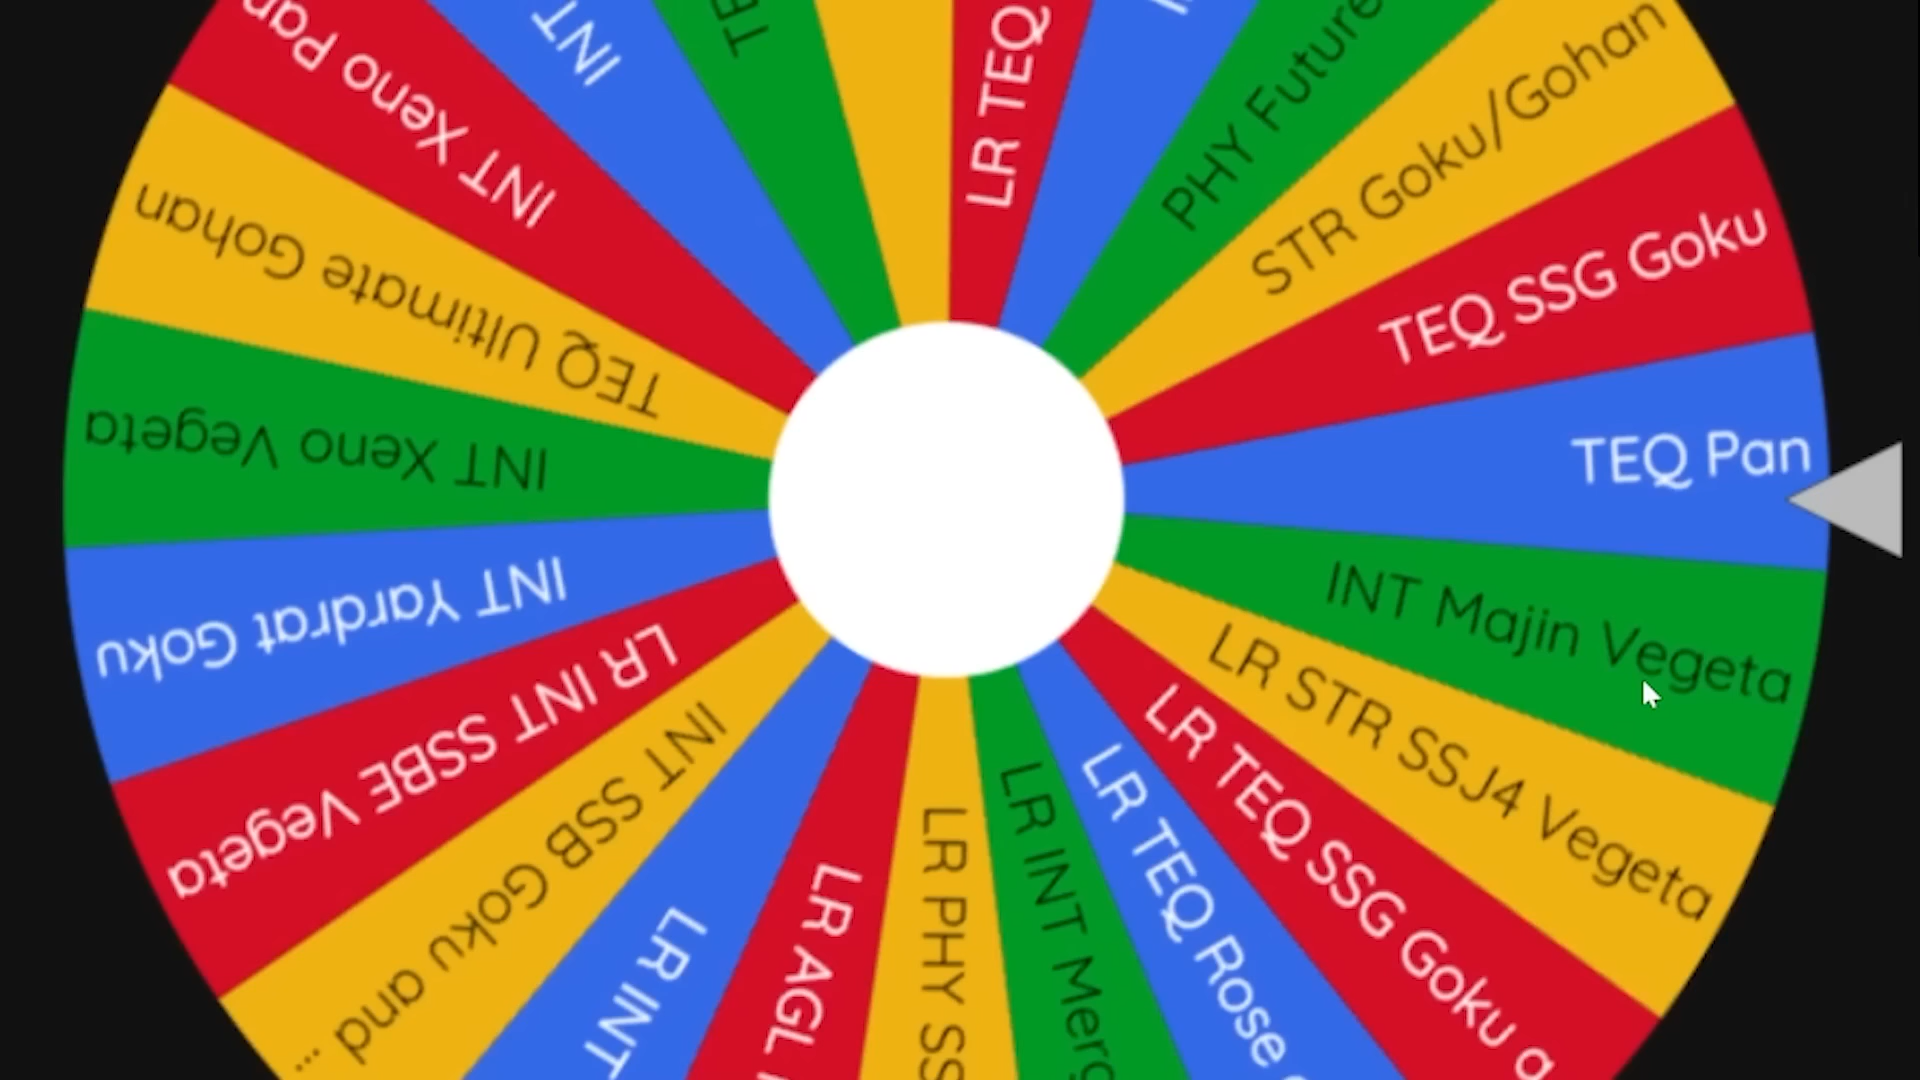 LR TEQ
PHY Future
STR Goku/Gohan
TEQ SSG Goku
TEQ Pan
INT Majin Vegeta
LR STR SSJ4 Vegeta
LR TEQ SSG Goku
LR TEQ Rose
LR INT
LR PHY
LR AGL
LR INT
INT SSB Goku and ...
LR INT SSBE Vegeta
INT Yardrat Goku
INT Xeno Vegeta
TEQ Ultimate Gohan
INT Xeno Pan
INT